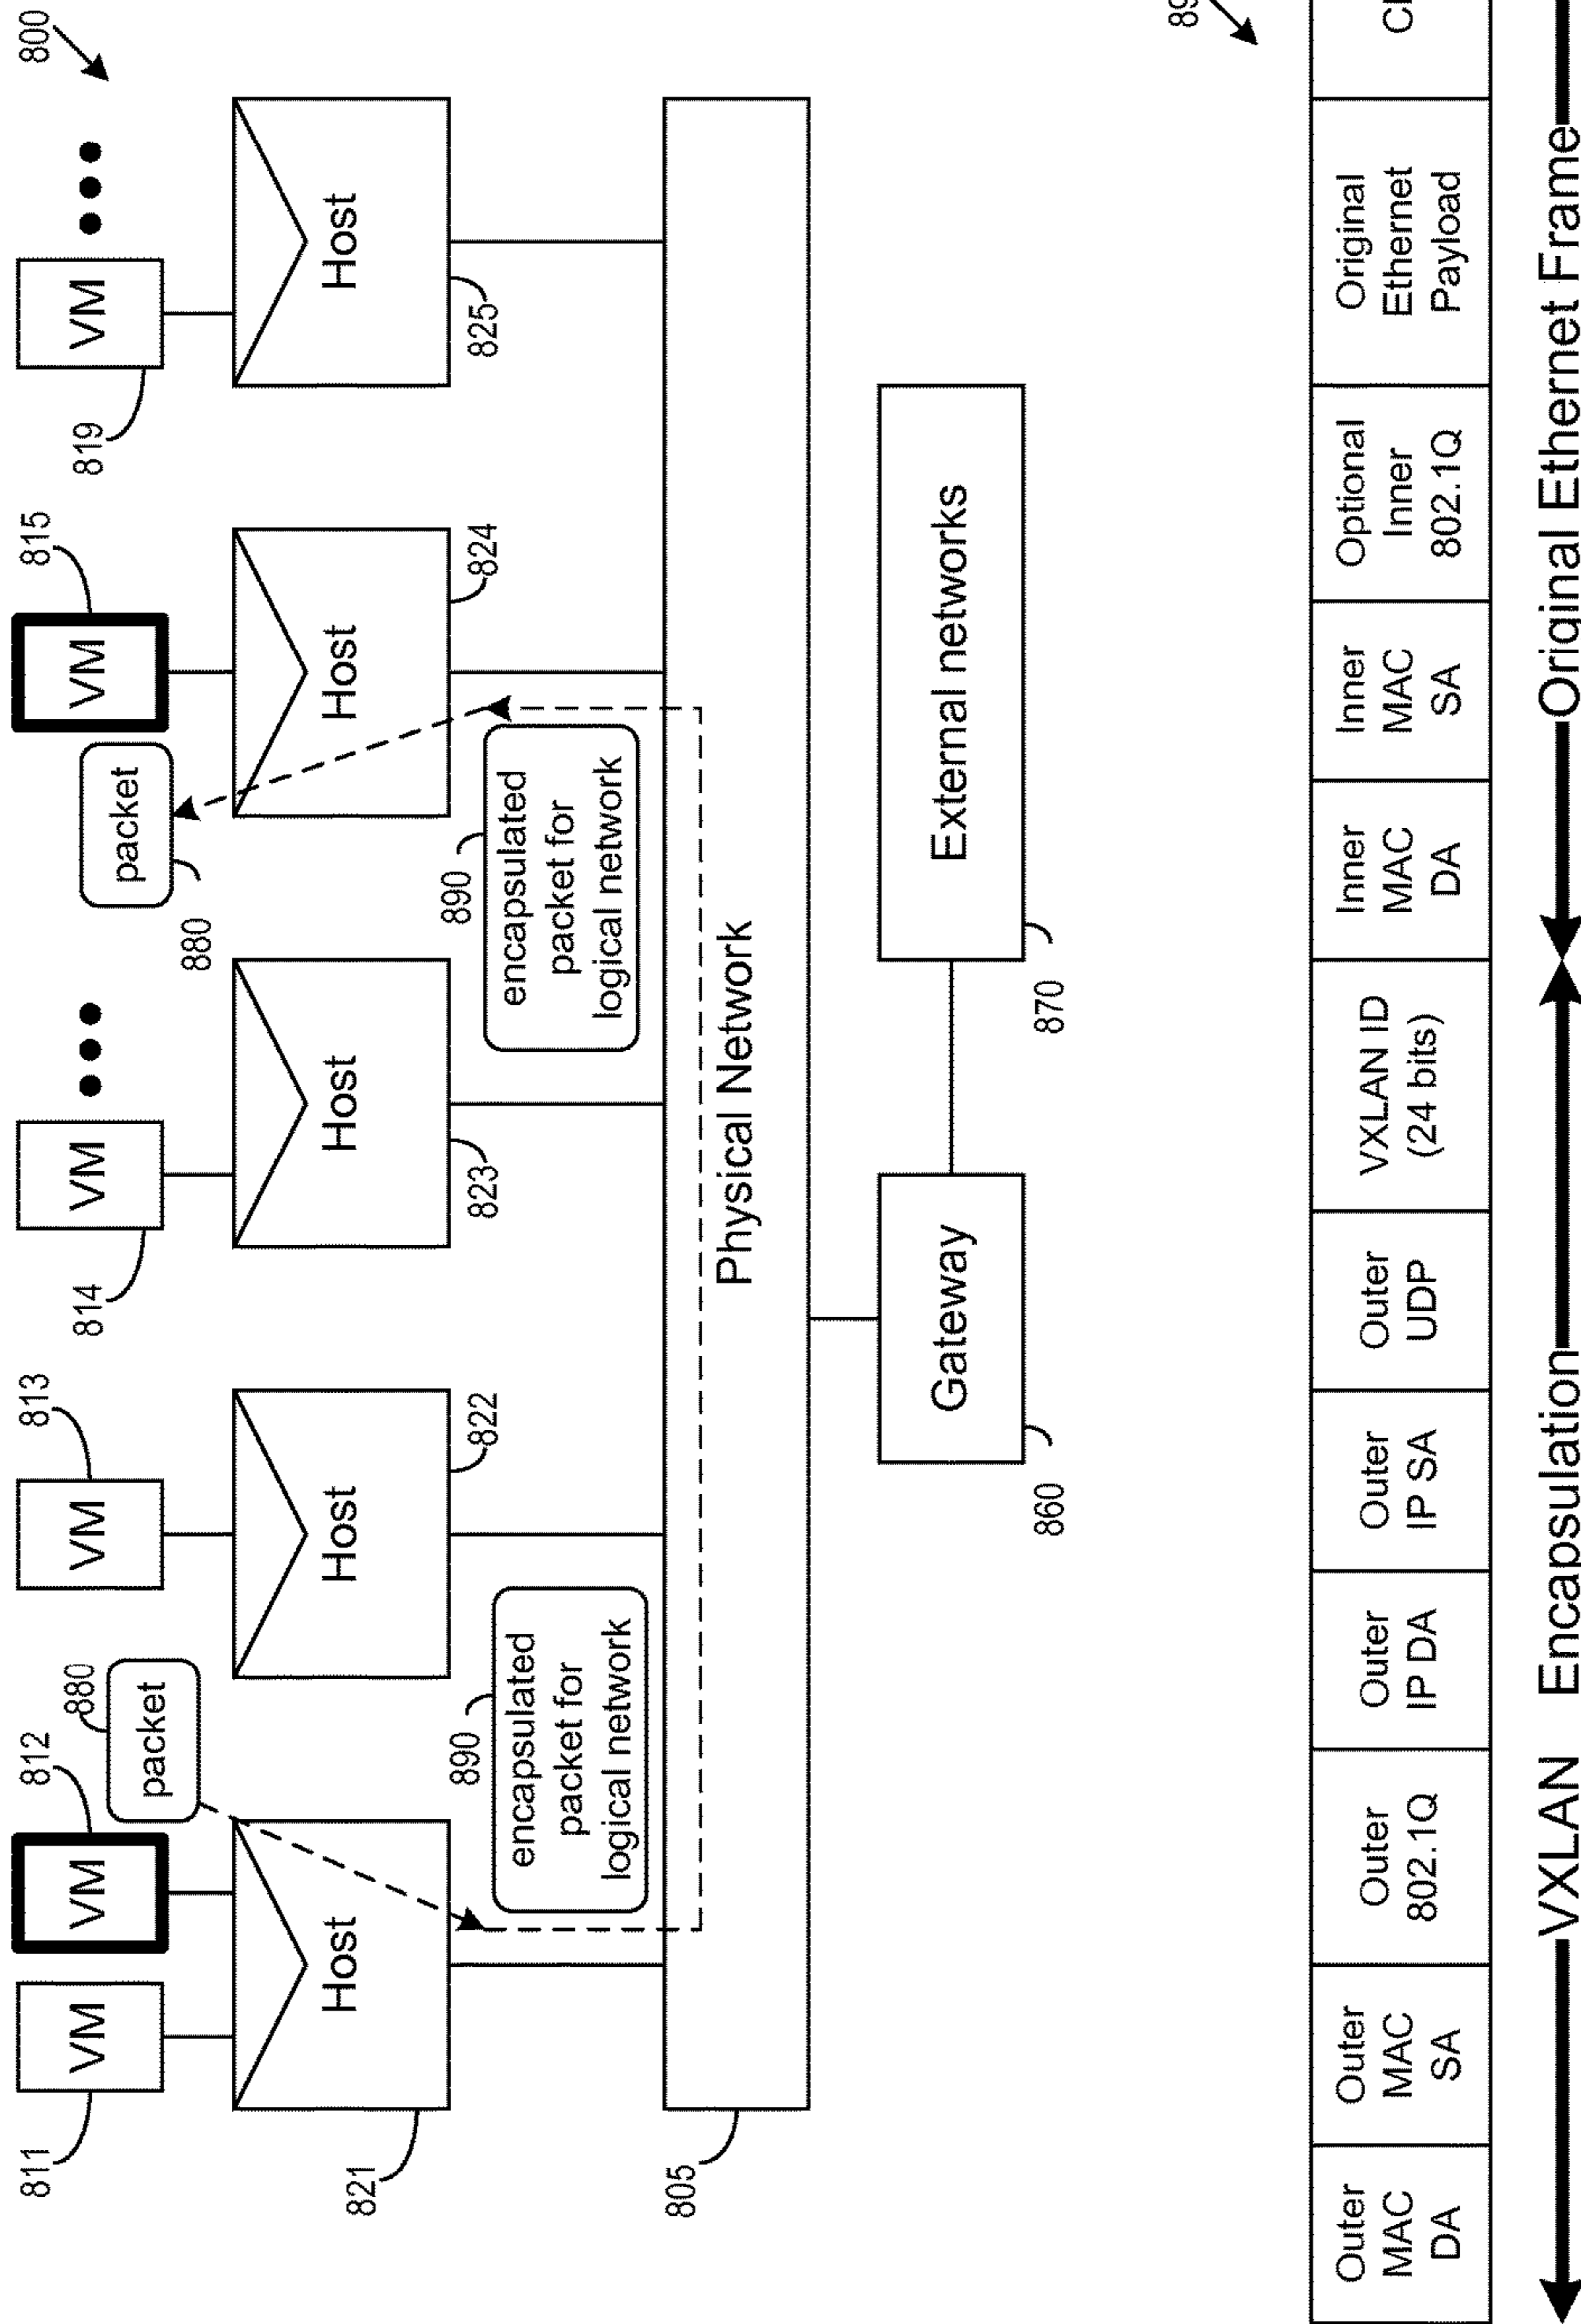 800
811
812
813
815
VM
VM
VM
VM
VM
VM
880
814
819
packet
packet
880
Host
Host
Host
Host
Host
821
822
823
824
825
890
encapsulated
packet for
logical network
890
encapsulated
packet for
logical network
805
Physical Network
Gateway
External networks
860
870
Outer
MAC
DA
Outer
MAC
SA
Outer
802.1Q
Outer
IP DA
Outer
IP SA
Outer
UDP
VXLAN ID
(24 bits)
Inner
MAC
DA
Inner
MAC
SA
Optional
Inner
802.1Q
Original
Ethernet
Payload
VXLAN Encapsulation
Original Ethernet Frame